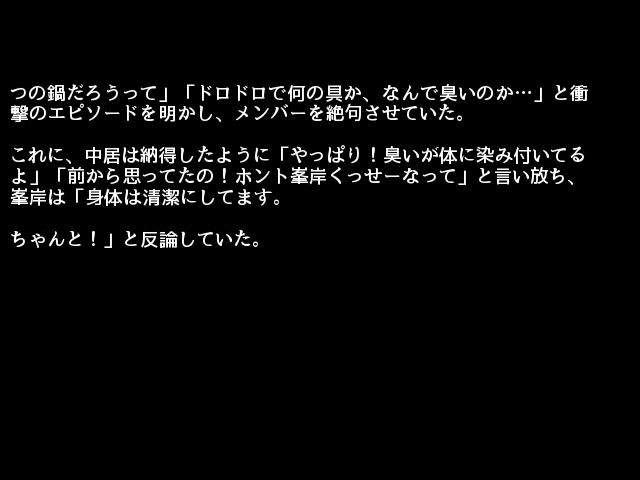 つの鍋だろうって」「ドロドロで何の具か、なんで臭いのか…」と衝
撃のエピソードを明かし、メンバーを絶句させていた。
これに、中居は納得したように「やっぱり！臭いが体に染み付いてる
よ」「前から思ってたの！ホント峯岸くっせーなって」と言い放ち、
峯岸は「身体は清潔にしてます。
ちゃんと！」と反論していた。